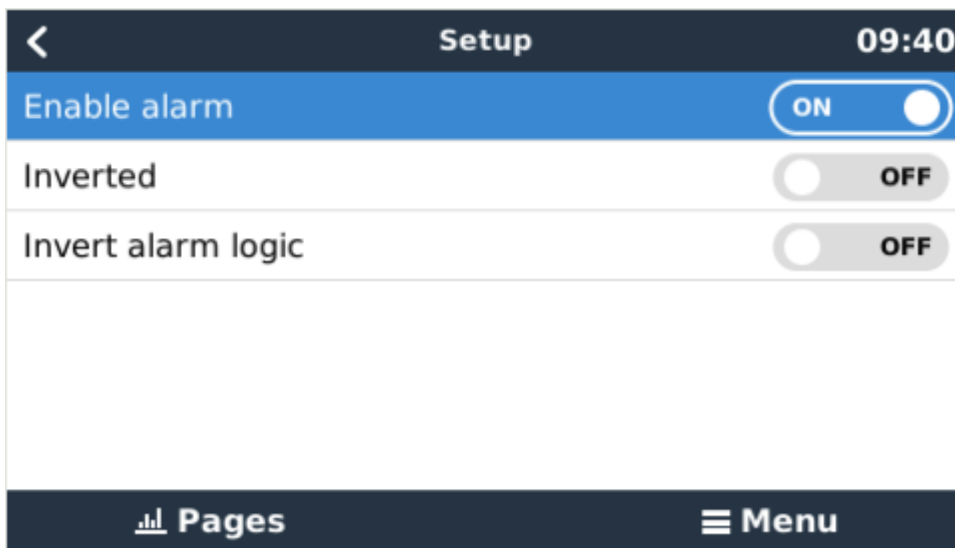 Setup 09:40
Enable alarm ON
Inverted OFF
Invert alarm logic OFF
Pages Menu